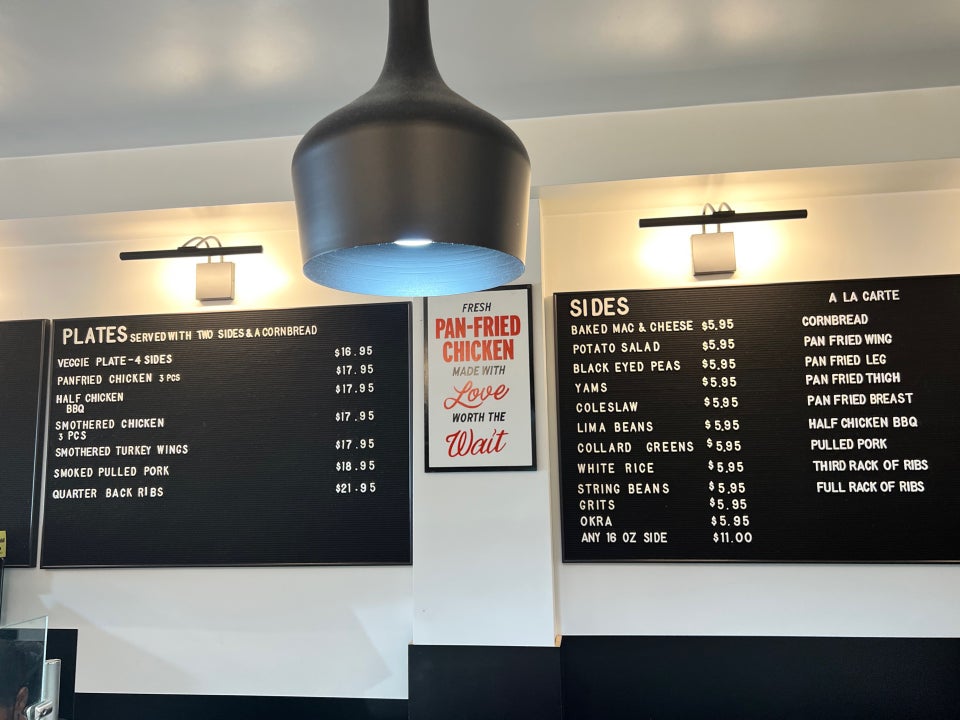 PLATES SERVED WITH TWO SIDES & A CORNBREAD
VEGGIE PLATE - 4 SIDES $16.95
PANFRIED CHICKEN 3 PCS $17.95
HALF CHICKEN $17.95
BBQ
SMOTHERED CHICKEN $17.95
3 PCS
SMOTHERED TURKEY WINGS $17.95
SMOKED PULLED PORK $18.95
QUARTER BACK RIBS $21.95
FRESH
PAN-FRIED
CHICKEN
MADE WITH
Love
WORTH THE
Wait
SIDES
BAKED MAC & CHEESE $5.95
POTATO SALAD $5.95
BLACK EYED PEAS $5.95
YAMS $5.95
COLESLAW $5.95
LIMA BEANS $5.95
COLLARD GREENS $5.95
WHITE RICE $5.95
STRING BEANS $5.95
GRITS $5.95
OKRA $5.95
ANY 16 OZ SIDE $11.00
A LA CARTE
CORNBREAD
PAN FRIED WING
PAN FRIED LEG
PAN FRIED THIGH
PAN FRIED BREAST
HALF CHICKEN BBQ
PULLED PORK
THIRD RACK OF RIBS
FULL RACK OF RIBS